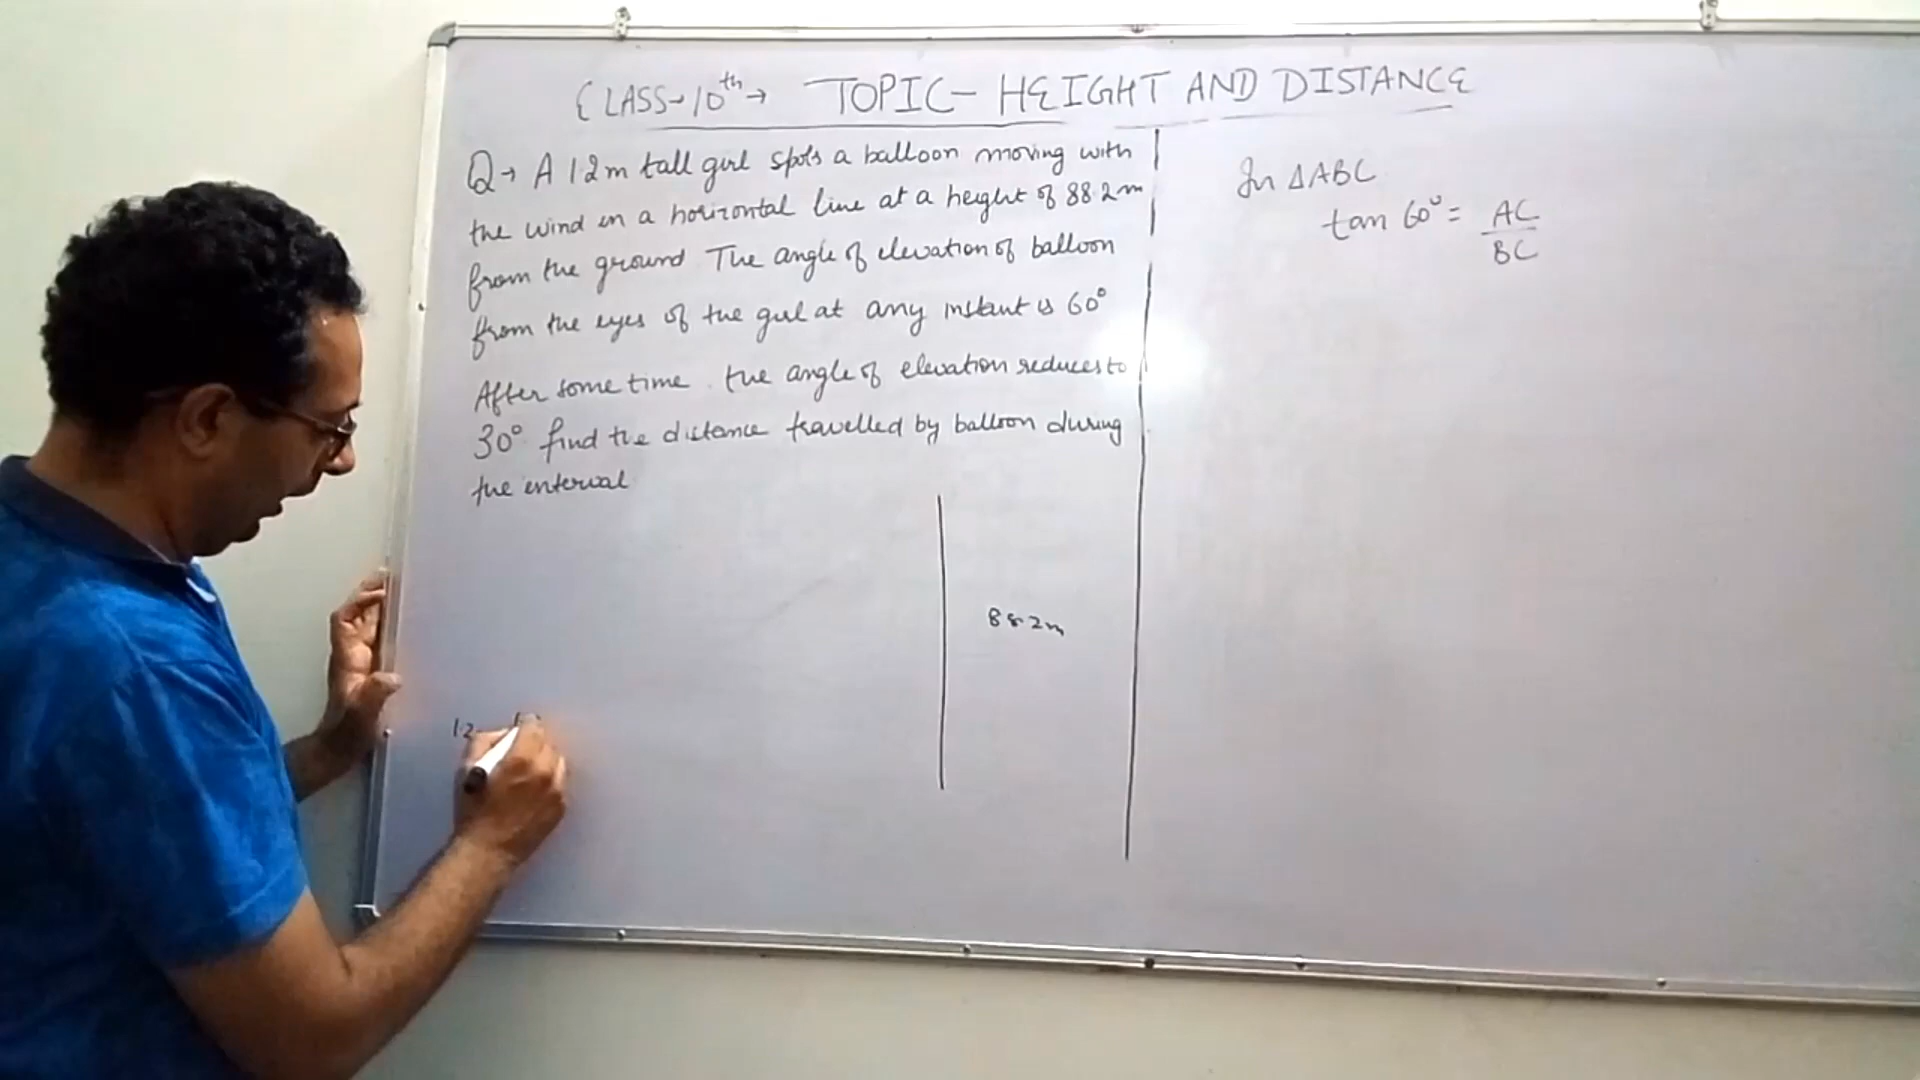 CLASS→10th→ TOPIC- HEIGHT AND DISTANCE
Q→ A 1.2m tall girl spots a balloon moving with
the wind in a horizontal line at a height of 88.2m
from the ground The angle of elevation of balloon
from the eyes of the girl at any instant is 60°
After some time. the angle of elevation reduces to
30° find the distance travelled by balloon during
the interval
88.2m
1.2
In ΔABC
tan 60° = AC
BC